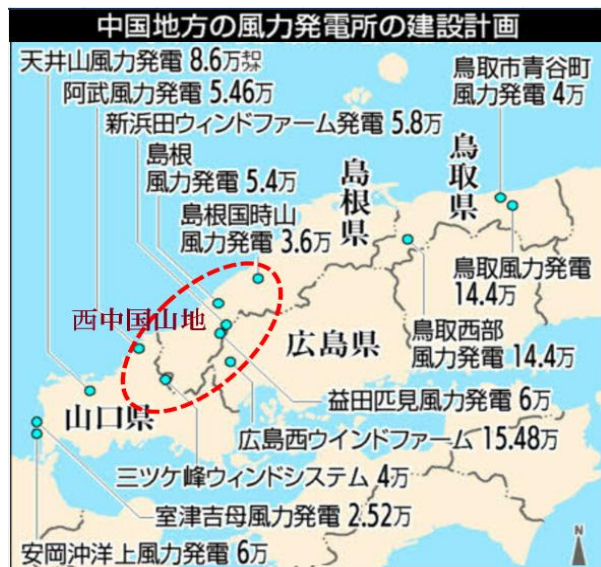 中国地方の風力発電所の建設計画
天井山風力発電 8.6万㌔㍗
阿武風力発電 5.46万
新浜田ウィンドファーム発電 5.8万
島根
風力発電 5.4万
島根国時山
風力発電 3.6万
鳥取市青谷町
風力発電 4万
島根県
鳥取県
鳥取風力発電
14.4万
西中国山地
広島県
鳥取西部
風力発電 14.4万
山口県
益田匹見風力発電 6万
広島西ウインドファーム 15.48万
三ツケ峰ウィンドシステム 4万
室津吉母風力発電 2.52万
安岡沖洋上風力発電 6万
N